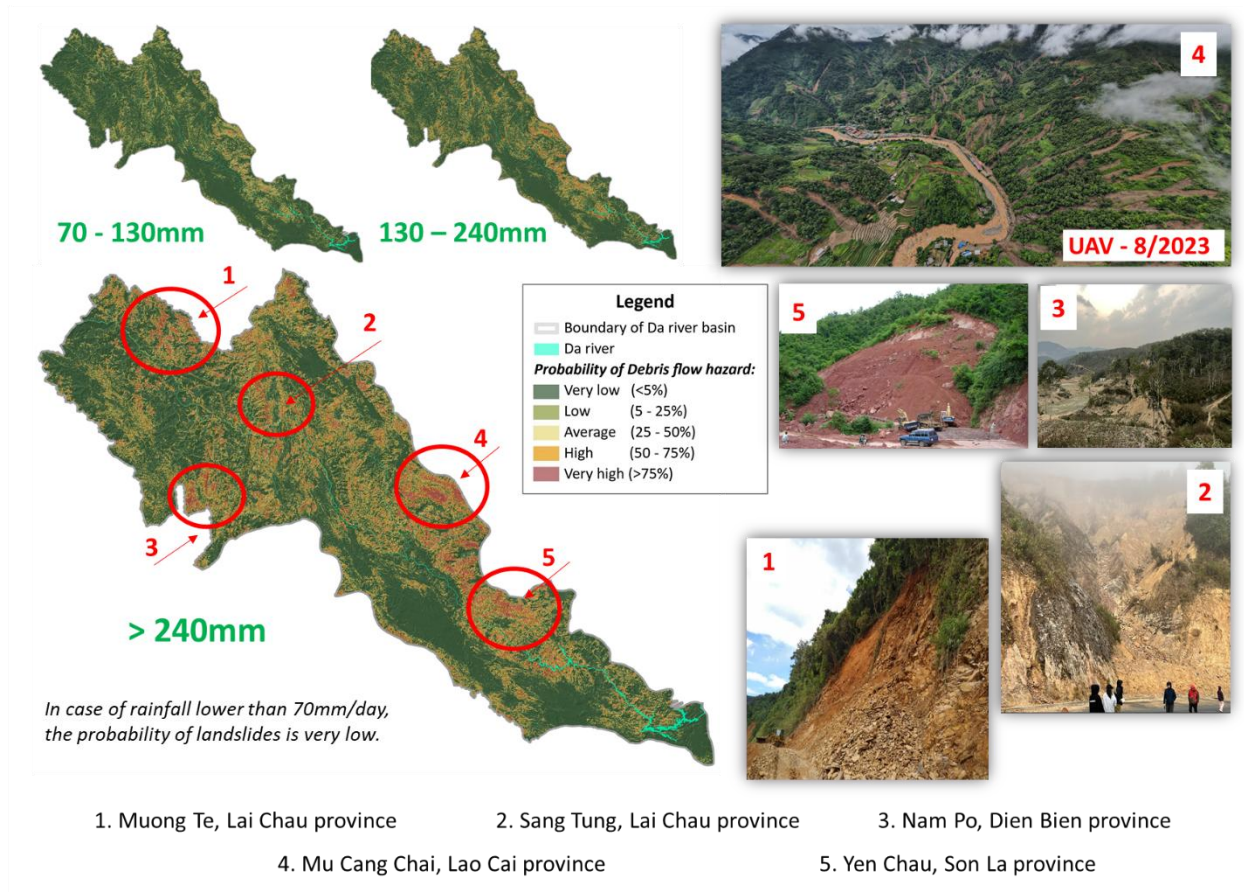 70 - 130mm
130 – 240mm
4
UAV - 8/2023
1
2
4
3
5
> 240mm
In case of rainfall lower than 70mm/day,
the probability of landslides is very low.
Legend
Boundary of Da river basin
Da river
Probability of Debris flow hazard:
Very low (<5%)
Low (5 - 25%)
Average (25 - 50%)
High (50 - 75%)
Very high (>75%)
5
3
2
1
1. Muong Te, Lai Chau province
2. Sang Tung, Lai Chau province
3. Nam Po, Dien Bien province
4. Mu Cang Chai, Lao Cai province
5. Yen Chau, Son La province